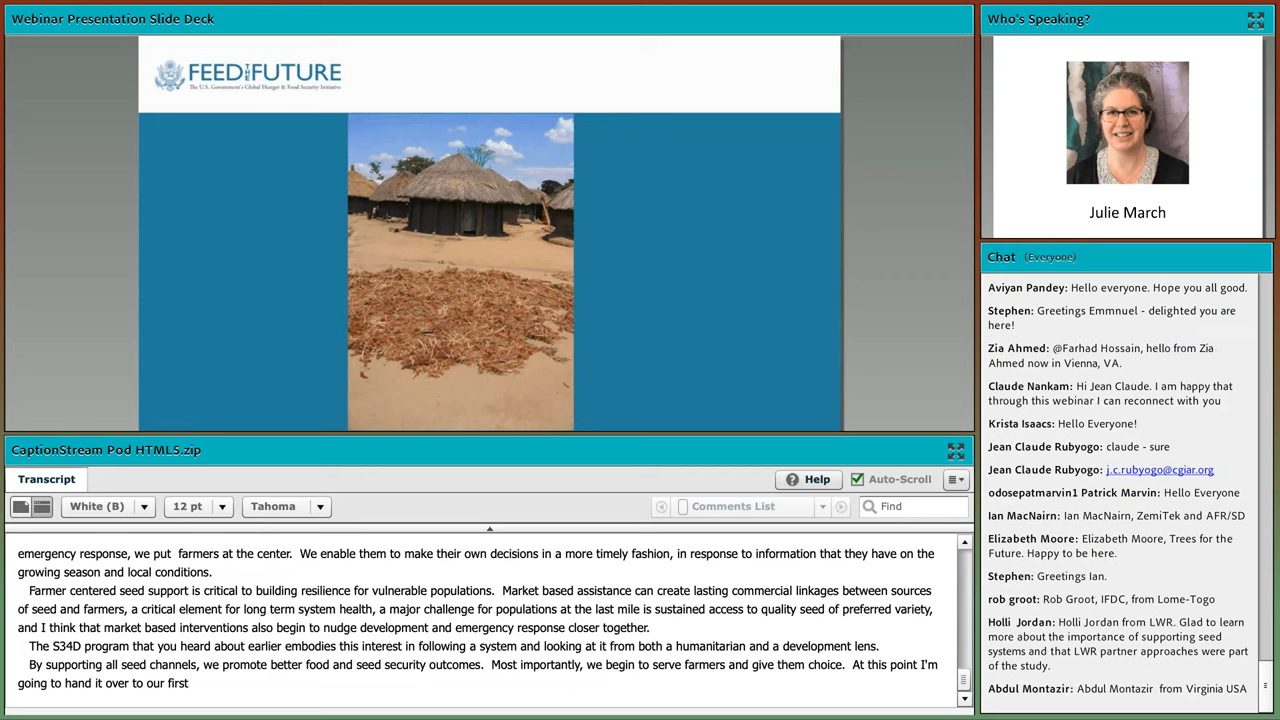 Webinar Presentation Slide Deck
FEED THE FUTURE
The U.S. Government's Global Hunger & Food Security Initiative
Who's Speaking?
Julie March
Chat (Everyone)
Aviyan Pandey: Hello everyone. Hope you all good.
Stephen: Greetings Emmnuel - delighted you are
here!
Zia Ahmed: @Farhad Hossain, hello from Zia
Ahmed now in Vienna, VA.
Claude Nankam: Hi Jean Claude. I am happy that
through this webinar I can reconnect with you
Krista Isaacs: Hello Everyone!
Jean Claude Rubyogo: claude - sure
Jean Claude Rubyogo: j.c.rubyogo@cgiar.org
odosepatmarvin1 Patrick Marvin: Hello Everyone
Ian MacNairn: Ian MacNairn, ZemiTek and AFR/SD
Elizabeth Moore: Elizabeth Moore, Trees for the
Future. Happy to be here.
Stephen: Greetings Ian.
rob groot: Rob Groot, IFDC, from Lome-Togo
Holli Jordan: Holli Jordan from LWR. Glad to learn
more about the importance of supporting seed
systems and that LWR partner approaches were part
of the study.
Abdul Montazir: Abdul Montazir from Virginia USA
CaptionStream Pod HTML5.zip
Transcript
Help
Auto-Scroll
White (B)
12 pt
Tahoma
Comments List
Find
emergency response, we put farmers at the center. We enable them to make their own decisions in a more timely fashion, in response to information that they have on the
growing season and local conditions.
Farmer centered seed support is critical to building resilience for vulnerable populations. Market based assistance can create lasting commercial linkages between sources
of seed and farmers, a critical element for long term system health, a major challenge for populations at the last mile is sustained access to quality seed of preferred variety,
and I think that market based interventions also begin to nudge development and emergency response closer together.
The S34D program that you heard about earlier embodies this interest in following a system and looking at it from both a humanitarian and a development lens.
By supporting all seed channels, we promote better food and seed security outcomes. Most importantly, we begin to serve farmers and give them choice. At this point I'm
going to hand it over to our first